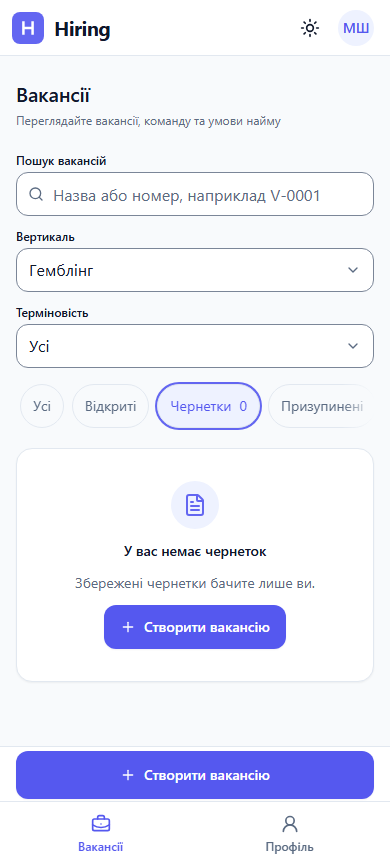 H Hiring
МШ
Вакансії
Переглядайте вакансії, команду та умови найму
Пошук вакансій
Назва або номер, наприклад V-0001
Вертикаль
Гемблінг
Терміновість
Усі
Усі Відкриті Чернетки 0 Призупинені
У вас немає чернеток
Збережені чернетки бачите лише ви.
+ Створити вакансію
+ Створити вакансію
Вакансії Профіль